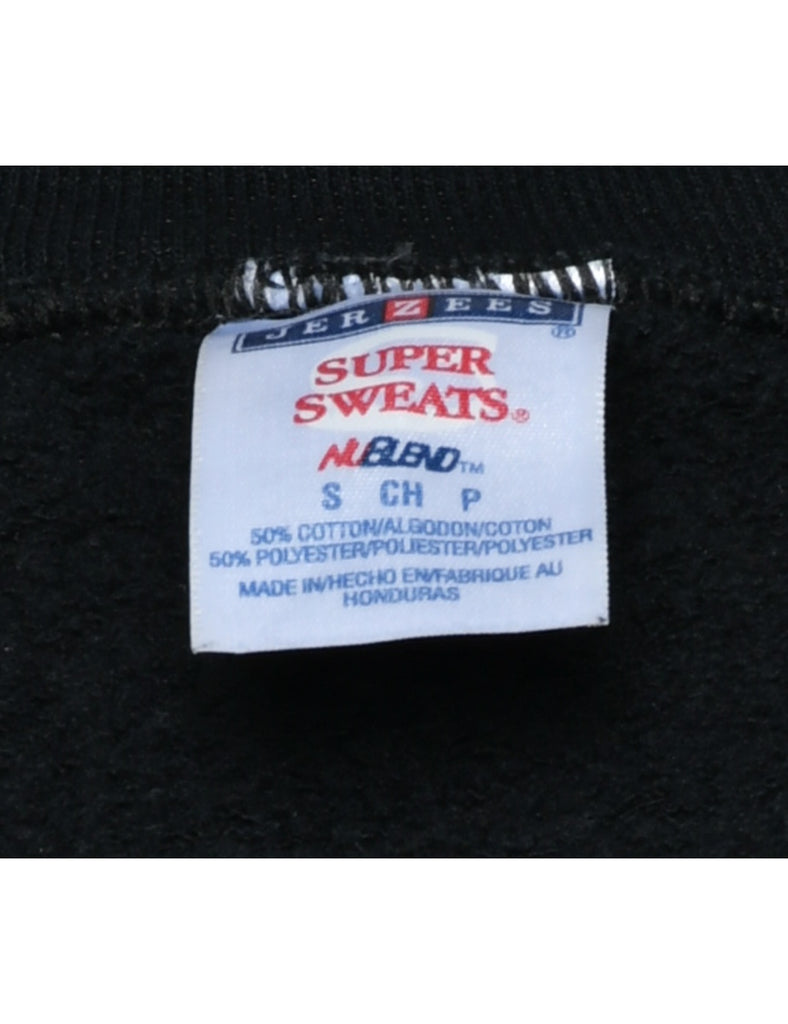 JERZEES®
SUPER
SWEATS®
NUBLEND™
S CH P
50% COTTON/ALGODON/COTON
50% POLYESTER/POLIESTER/POLYESTER
MADE IN/HECHO EN/FABRIQUE AU
HONDURAS